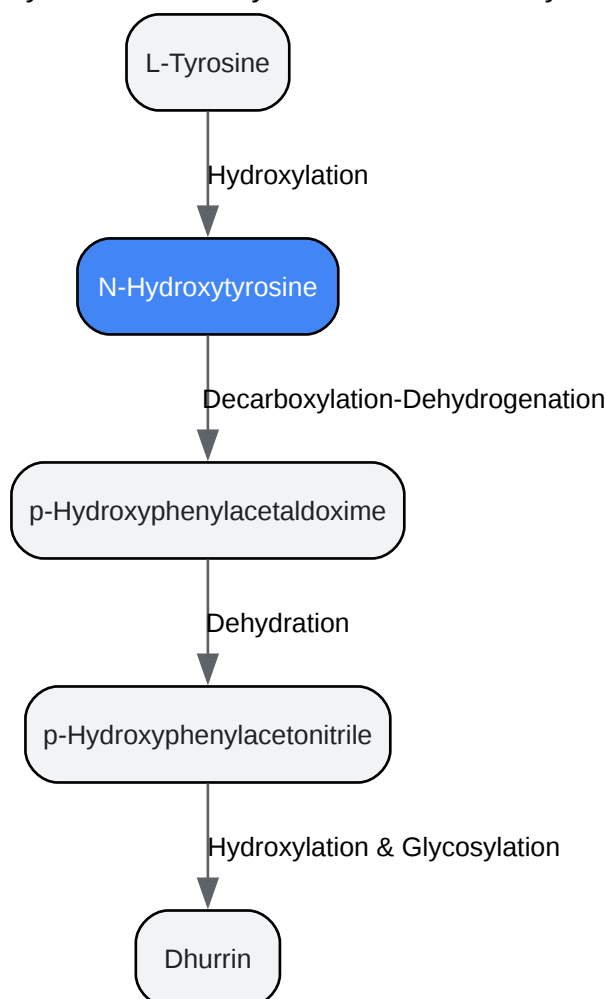 L-Tyrosine
Hydroxylation
N-Hydroxytyrosine
Decarboxylation-Dehydrogenation
p-Hydroxyphenylacetaldoxime
Dehydration
p-Hydroxyphenylacetonitrile
Hydroxylation & Glycosylation
Dhurrin